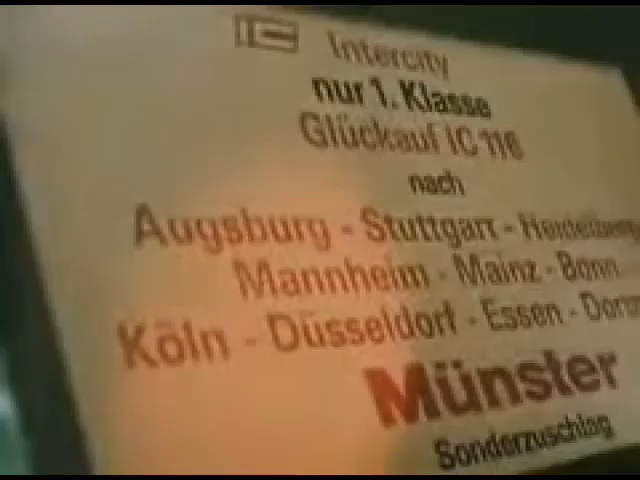 IC Intercity
nur 1. Klasse
Glückauf IC 116
nach
Augsburg - Stuttgart - Heidelberg
Mannheim - Mainz - Bonn
Köln - Düsseldorf - Essen -
Münster
Sonderzuschlag